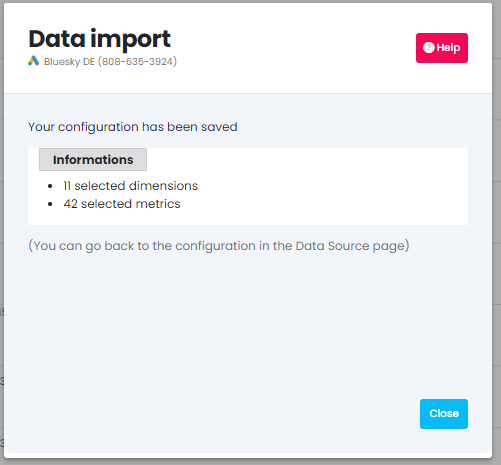 Data import
Help
Bluesky DE (808-635-3924)
Your configuration has been saved
Informations
11 selected dimensions
42 selected metrics
(You can go back to the configuration in the Data Source page)
Close